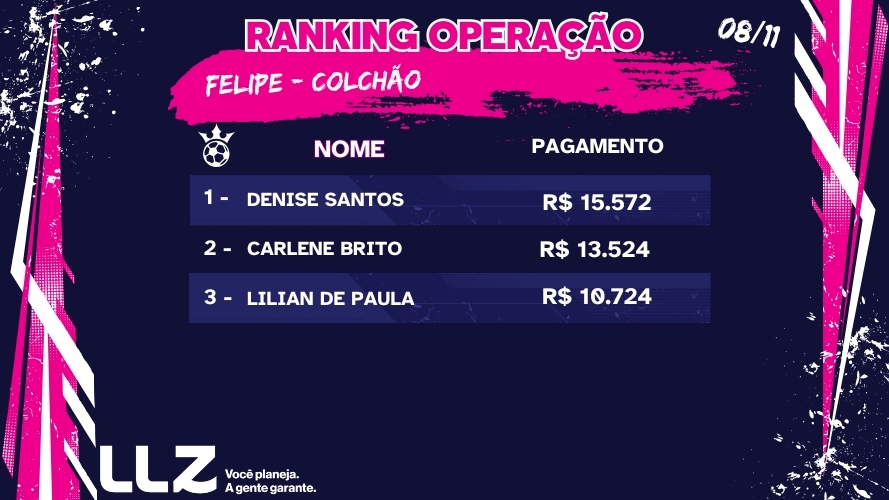 RANKING OPERAÇÃO
08/11
FELIPE - COLCHÃO
NOME PAGAMENTO
1 - DENISE SANTOS R$ 15.572
2 - CARLENE BRITO R$ 13.524
3 - LILIAN DE PAULA R$ 10.724
LLZ
Você planeja.
A gente garante.